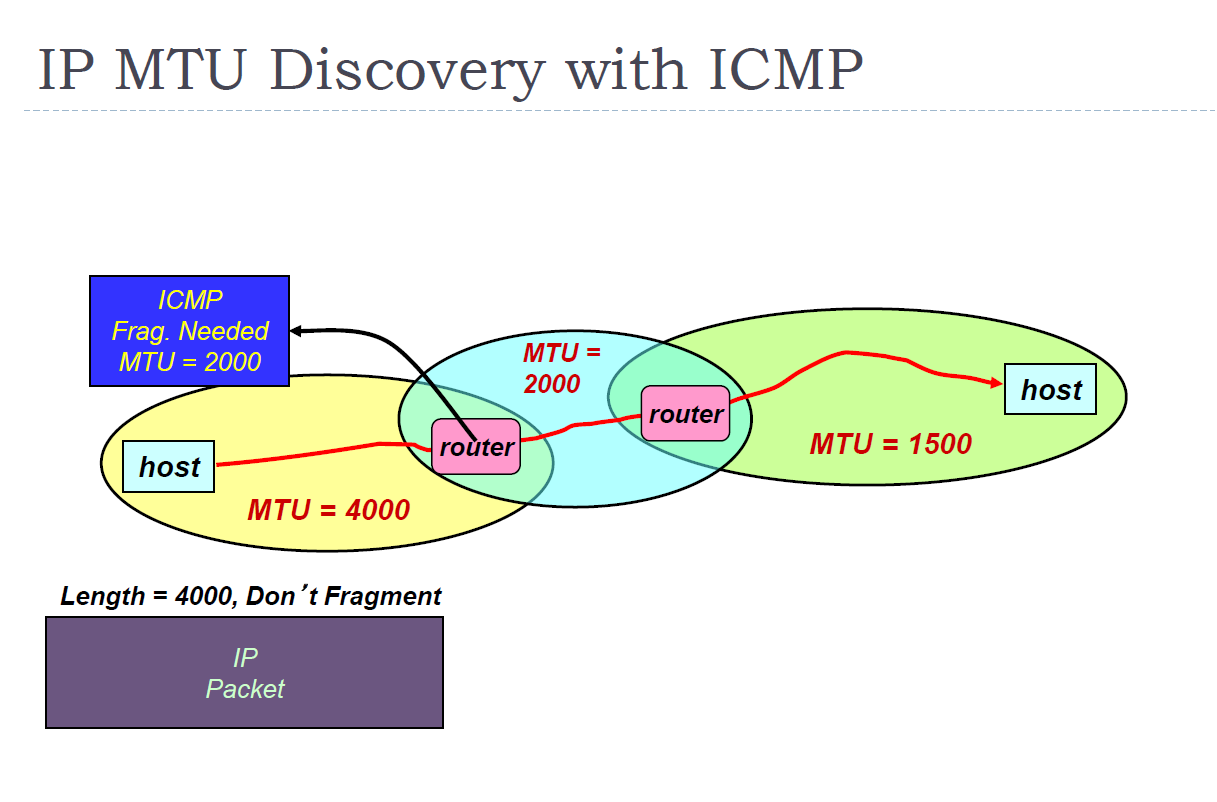 IP MTU Discovery with ICMP
ICMP
Frag. Needed
MTU = 2000
MTU =
2000
router
host
router
host
MTU = 1500
MTU = 4000
Length = 4000, Don’t Fragment
IP
Packet